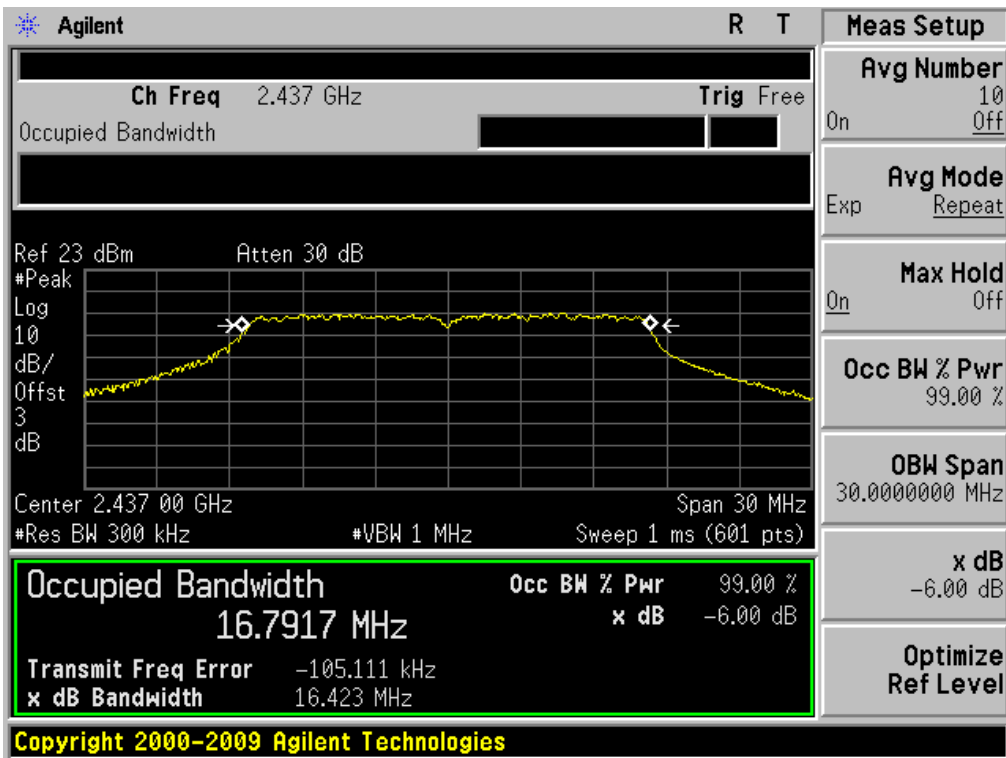 Agilent R T
Ch Freq 2.437 GHz Trig Free
Occupied Bandwidth
Ref 23 dBm Atten 30 dB
#Peak
Log
10
dB/
Offst
3
dB
Center 2.437 00 GHz Span 30 MHz
#Res BW 300 kHz #VBW 1 MHz Sweep 1 ms (601 pts)
Occupied Bandwidth
16.7917 MHz
Occ BW % Pwr 99.00 %
x dB -6.00 dB
Transmit Freq Error -105.111 kHz
x dB Bandwidth 16.423 MHz
Copyright 2000-2009 Agilent Technologies
Meas Setup
Avg Number
10
On Off
Avg Mode
Exp Repeat
Max Hold
On Off
Occ BW % Pwr
99.00 %
OBW Span
30.0000000 MHz
x dB
-6.00 dB
Optimize
Ref Level